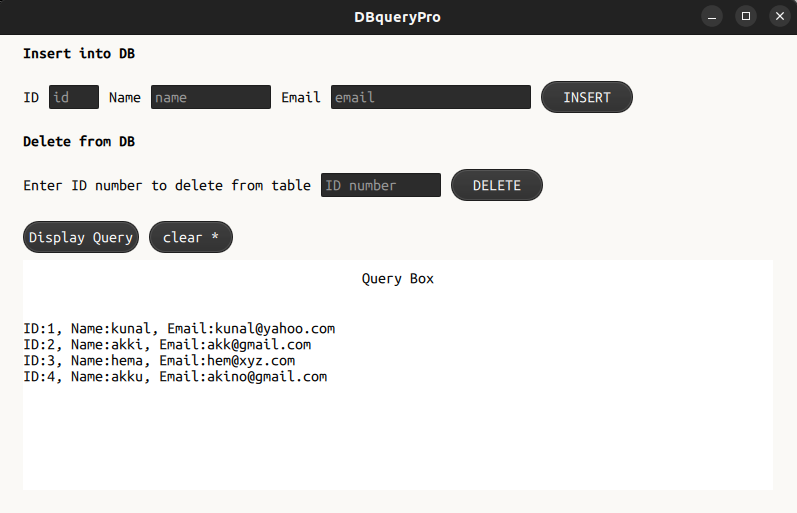 DBqueryPro
Insert into DB
ID id Name name Email email INSERT
Delete from DB
Enter ID number to delete from table ID number DELETE
Display Query clear *
Query Box
ID:1, Name:kunal, Email:kunal@yahoo.com
ID:2, Name:akki, Email:akk@gmail.com
ID:3, Name:hema, Email:hem@xyz.com
ID:4, Name:akku, Email:akino@gmail.com